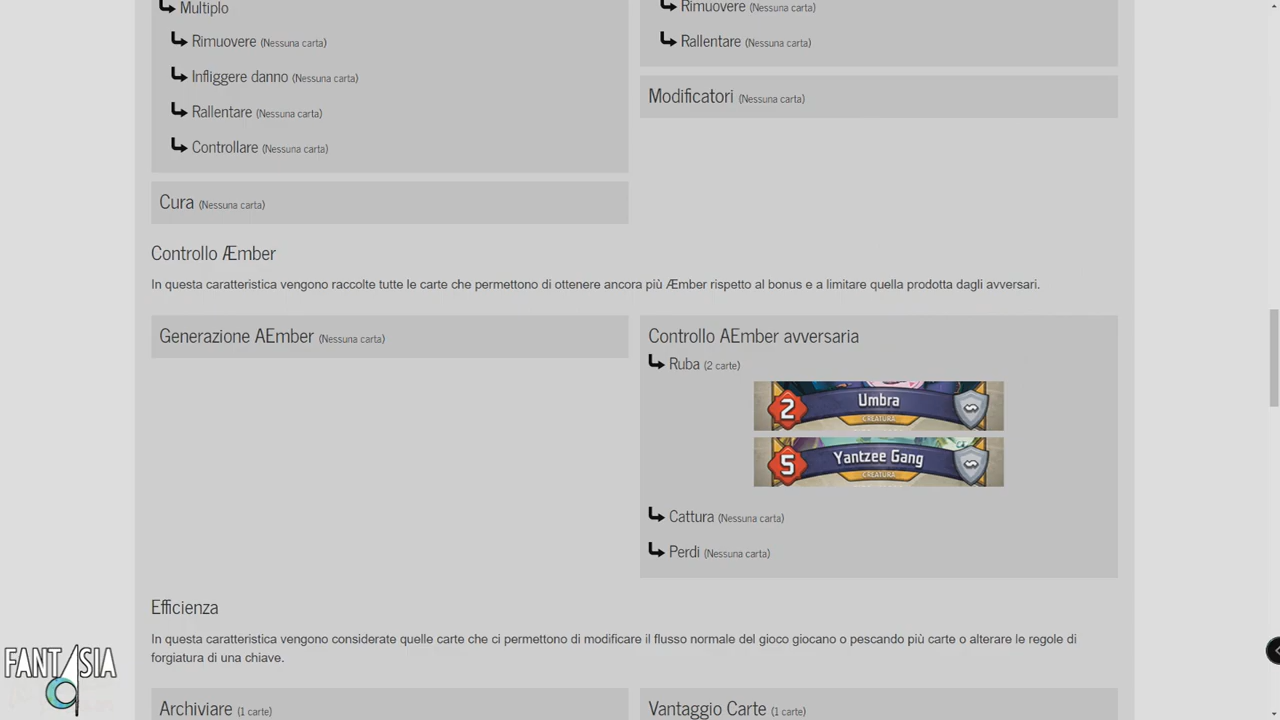 Multiplo
Rimuovere (Nessuna carta)
Infliggere danno (Nessuna carta)
Rallentare (Nessuna carta)
Controllare (Nessuna carta)
Cura (Nessuna carta)
Rimuovere (Nessuna carta)
Rallentare (Nessuna carta)
Modificatori (Nessuna carta)
Controllo Æmber
In questa caratteristica vengono raccolte tutte le carte che permettono di ottenere ancora più Æmber rispetto al bonus e a limitare quella prodotta dagli avversari.
Generazione AEmber (Nessuna carta)
Controllo AEmber avversaria
Ruba (2 carte)
2 Umbra
CREATURA
5 Yantzee Gang
CREATURA
Cattura (Nessuna carta)
Perdi (Nessuna carta)
Efficienza
In questa caratteristica vengono considerate quelle carte che ci permettono di modificare il flusso normale del gioco giocano o pescando più carte o alterare le regole di
forgiatura di una chiave.
Archiviare (1 carte)
Vantaggio Carte (1 carte)
FANTASIA